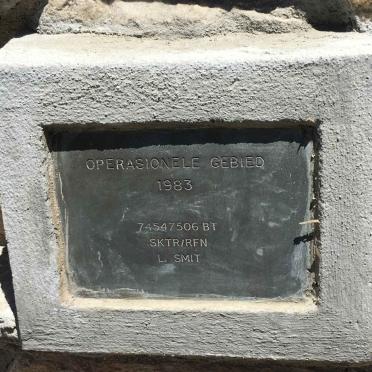 OPERASIONELE GEBIED
1983
74547506 BT
SKTR/RFN
L. SMIT